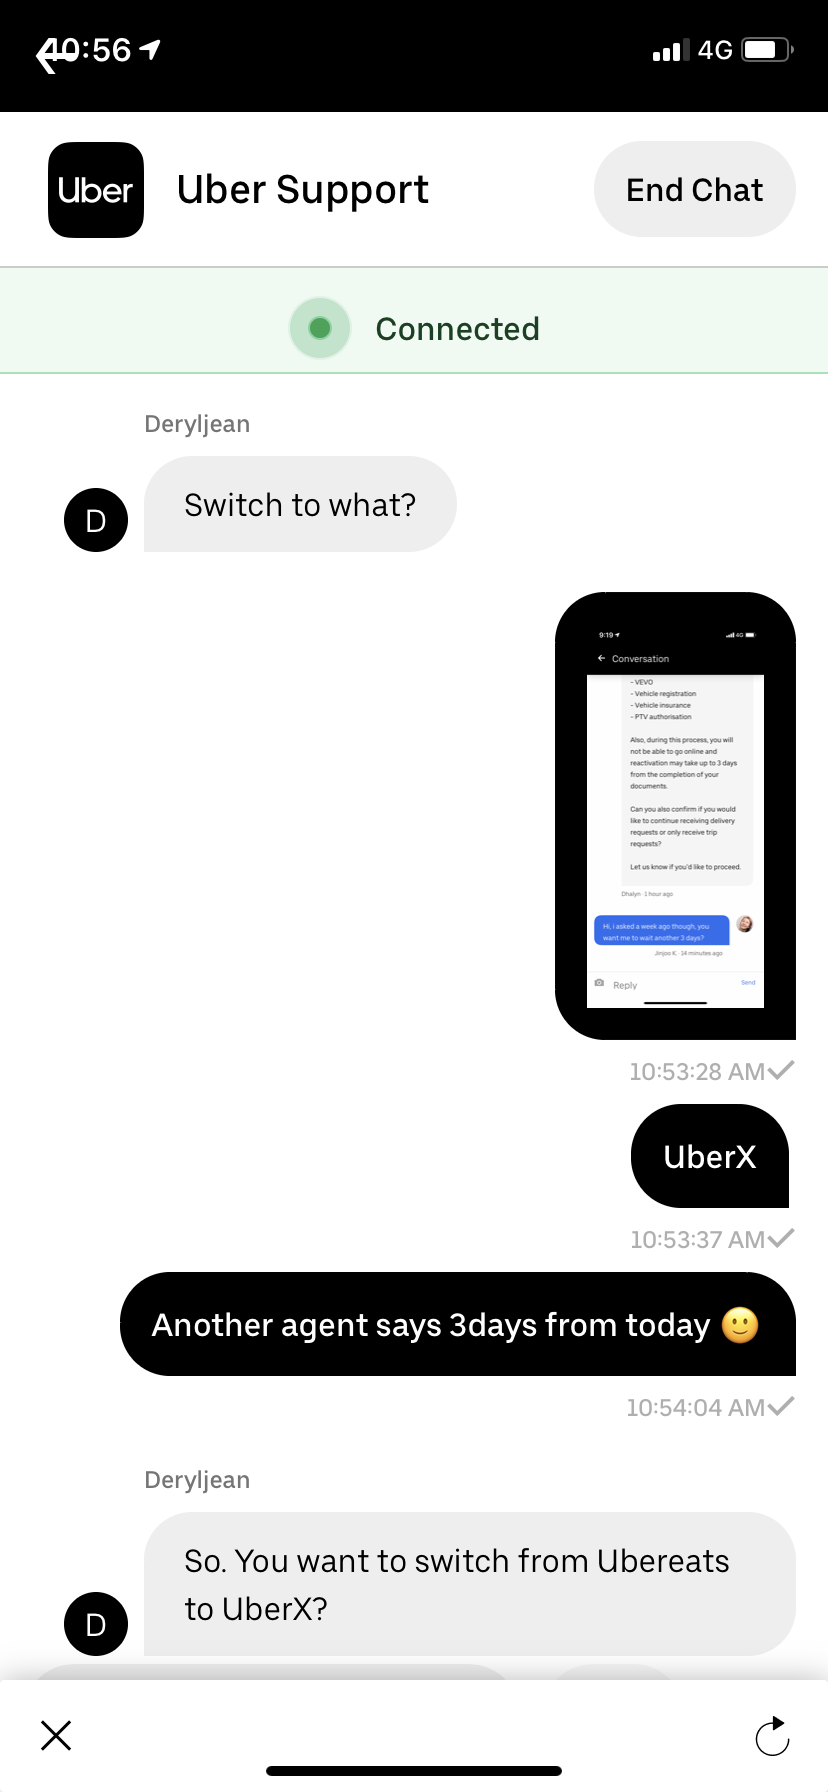 10:56
4G
Uber
Uber Support
End Chat
Connected
Deryljean
D
Switch to what?
9:19
4G
Conversation
- VEVO
- Vehicle registration
- Vehicle insurance
- PTV authorisation
Also, during this process, you will
not be able to go online and
reactivation may take up to 3 days
from the completion of your
documents.
Can you also confirm if you would
like to continue receiving delivery
requests or only receive trip
requests?
Let us know if you'd like to proceed.
Dhalyn · 1 hour ago
Hi, i asked a week ago though, you
want me to wait another 3 days?
Jinjoo K. · 14 minutes ago
Reply
Send
10:53:28 AM
UberX
10:53:37 AM
Another agent says 3days from today 🙂
10:54:04 AM
Deryljean
D
So. You want to switch from Ubereats
to UberX?